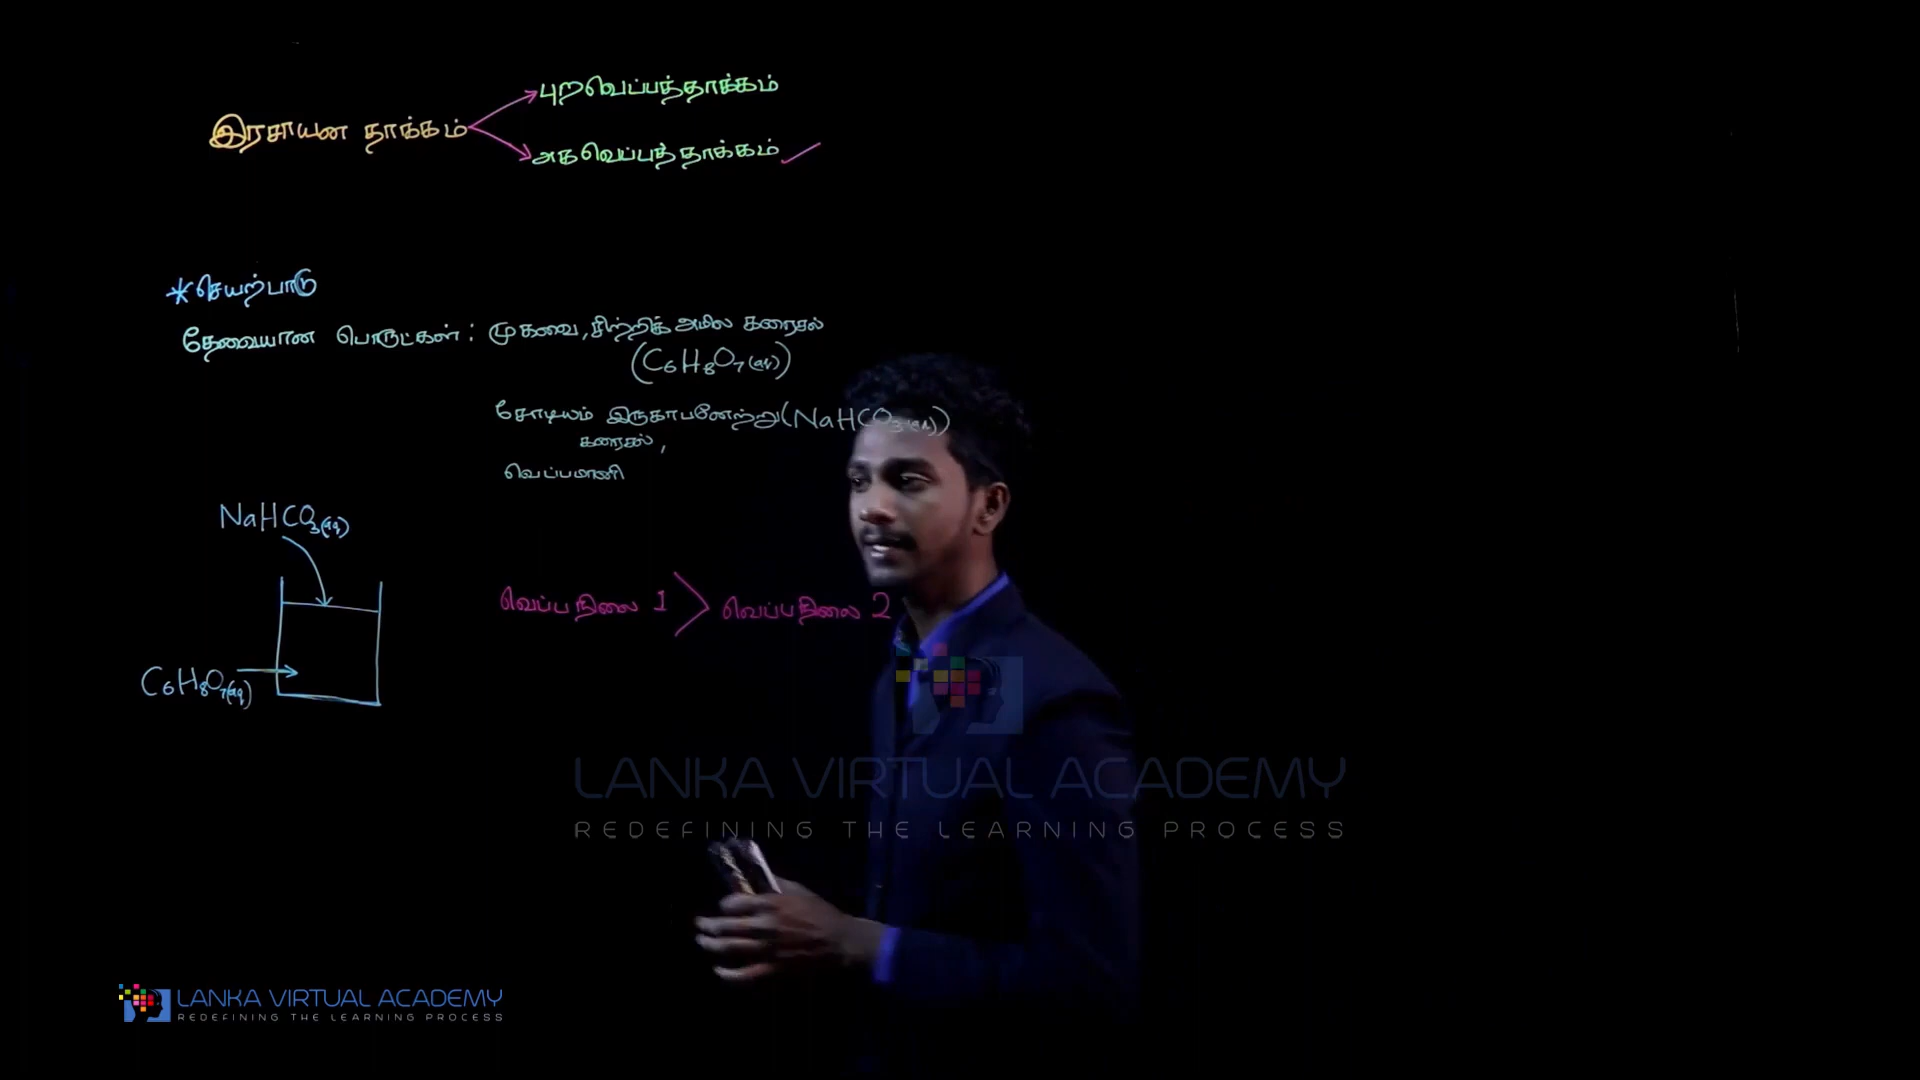 புறவெப்பத்தாக்கம்
இரசாயன தாக்கம்
அகவெப்பத்தாக்கம்
*செயற்பாடு
தேவையான பொருட்கள் : முகவை, சிற்றிக் அமில கரைசல்
(C6H8O7(aq))
சோடியம் இருகாபனேற்று(NaHCO3(aq))
கரைசல்,
வெப்பமானி
NaHCO3(aq)
வெப்பநிலை 1 > வெப்பநிலை 2
C6H8O7(aq)
LANKA VIRTUAL ACADEMY
REDEFINING THE LEARNING PROCESS
LANKA VIRTUAL ACADEMY
REDEFINING THE LEARNING PROCESS